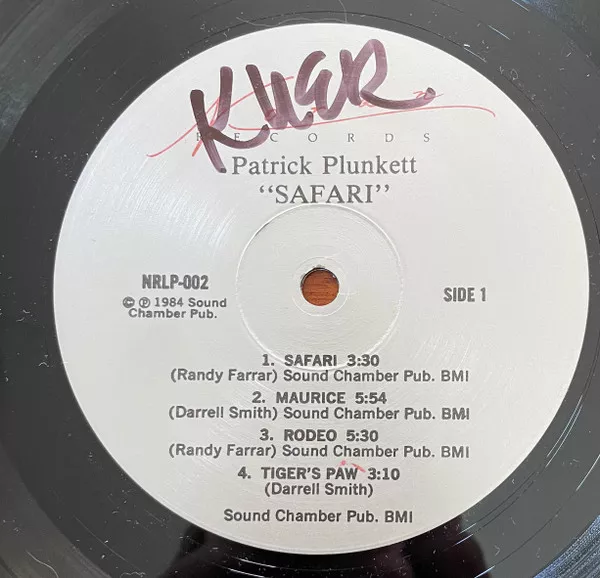 KHER
RECORDS
Patrick Plunkett
“SAFARI”
NRLP-002
© ℗ 1984 Sound
Chamber Pub.
SIDE 1
1. SAFARI 3:30
(Randy Farrar) Sound Chamber Pub. BMI
2. MAURICE 5:54
(Darrell Smith) Sound Chamber Pub. BMI
3. RODEO 5:30
(Randy Farrar) Sound Chamber Pub. BMI
4. TIGER'S PAW 3:10
(Darrell Smith)
Sound Chamber Pub. BMI